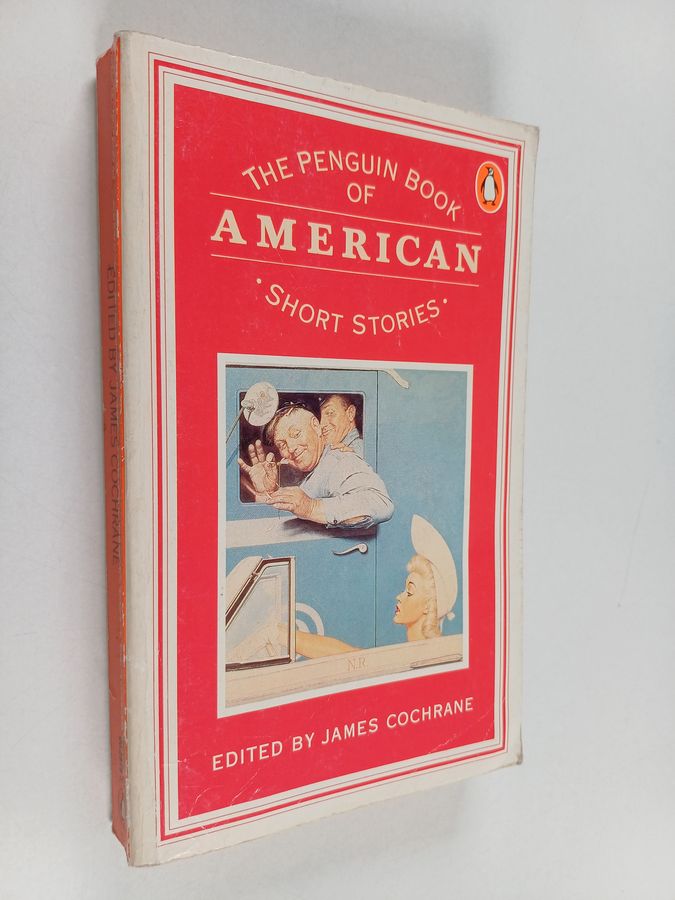 THE PENGUIN BOOK
OF
AMERICAN
• SHORT STORIES •
N.R
EDITED BY JAMES COCHRANE
EDITED BY JAMES COCHRANE